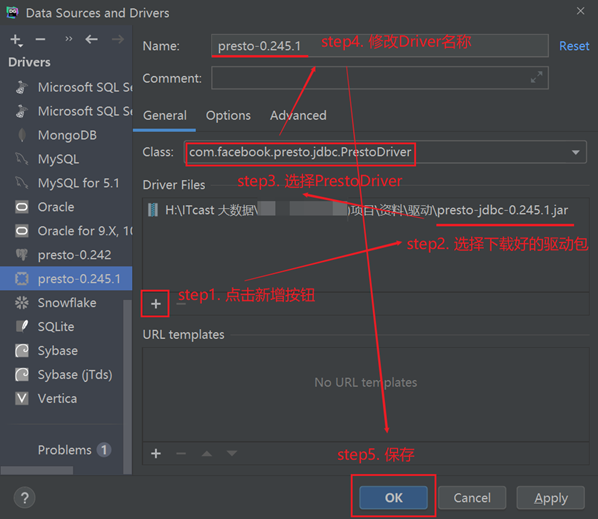 Data Sources and Drivers
Name: presto-0.245.1 step4. 修改Driver名称 Reset
Drivers
Comment:
Microsoft SQL Se
Microsoft SQL Se
MongoDB
MySQL
MySQL for 5.1
Oracle
Oracle for 9.X, 10
presto-0.242
presto-0.245.1
Snowflake
SQLite
Sybase
Sybase (jTds)
Vertica
Problems 1
General Options Advanced
Class: com.facebook.presto.jdbc.PrestoDriver
step3. 选择PrestoDriver
Driver Files
H:\ITcast 大数据\ )项目\资料\驱动\presto-jdbc-0.245.1.jar
step2. 选择下载好的驱动包
step1. 点击新增按钮
URL templates
No URL templates
step5. 保存
OK Cancel Apply